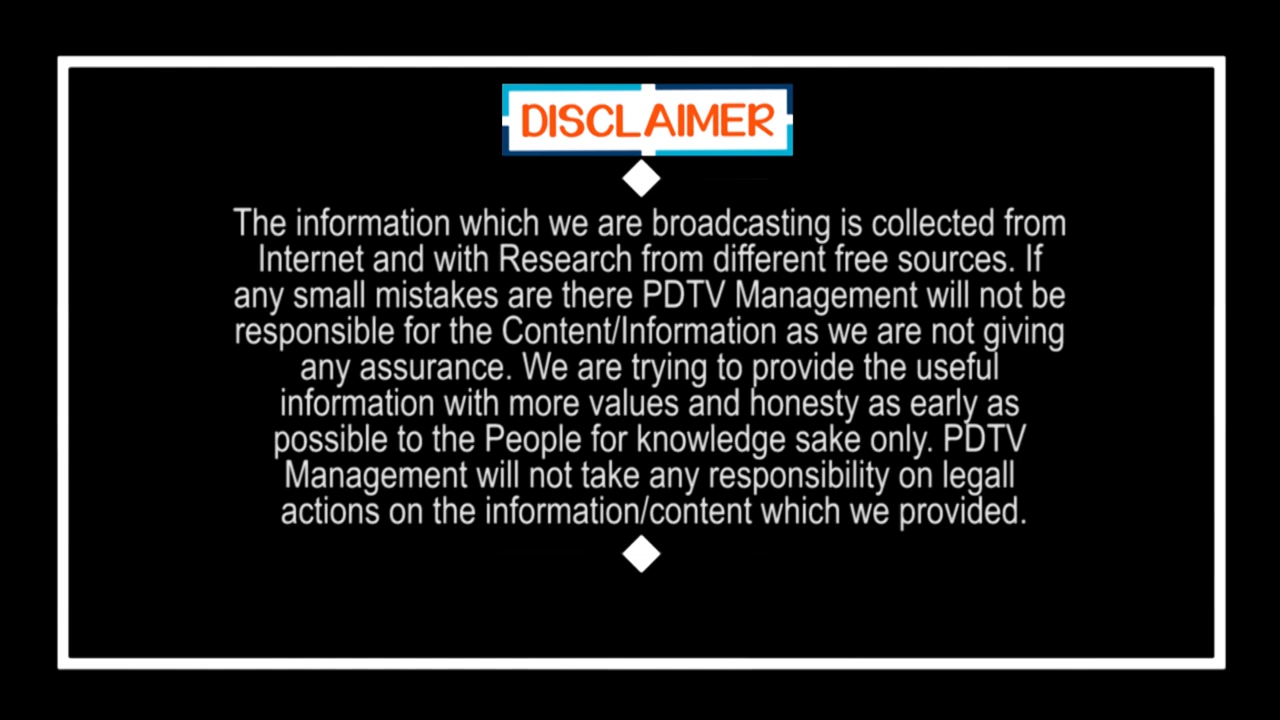 DISCLAIMER
The information which we are broadcasting is collected from
Internet and with Research from different free sources. If
any small mistakes are there PDTV Management will not be
responsible for the Content/Information as we are not giving
any assurance. We are trying to provide the useful
information with more values and honesty as early as
possible to the People for knowledge sake only. PDTV
Management will not take any responsibility on legall
actions on the information/content which we provided.